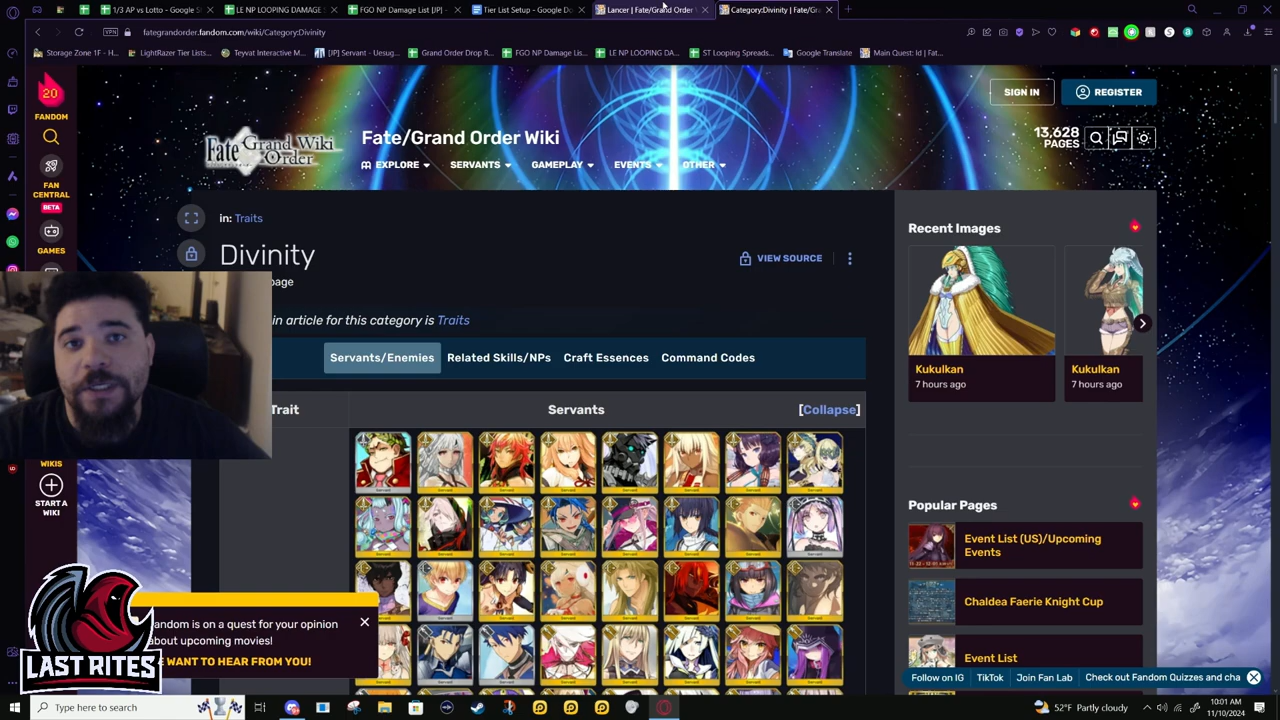 1/3 AP vs Lotto - Google S
LE NP LOOPING DAMAGE
FGO NP Damage List [JP] -
Tier List Setup - Google Do
Lancer | Fate/Grand Order
Category:Divinity | Fate/Gra
VPN
fategrandorder.fandom.com/wiki/Category:Divinity
Storage Zone 1F - H...
LightRazer Tier Lists...
Teyvat Interactive M...
[JP] Servant - Uesug...
Grand Order Drop R...
FGO NP Damage Lis...
LE NP LOOPING DA...
ST Looping Spreads...
Google Translate
Main Quest: Id | Fat...
20
FANDOM
FAN CENTRAL
BETA
GAMES
WIKIS
START A WIKI
SIGN IN
REGISTER
Fate Grand Order Wiki
Fate/Grand Order Wiki
13,628 PAGES
EXPLORE
SERVANTS
GAMEPLAY
EVENTS
OTHER
in: Traits
Divinity
VIEW SOURCE
page
in article for this category is Traits
Servants/Enemies
Related Skills/NPs
Craft Essences
Command Codes
Trait
Servants
[Collapse]
Recent Images
Kukulkan
7 hours ago
Kukulkan
7 hours ago
Popular Pages
Event List (US)/Upcoming Events
Chaldea Faerie Knight Cup
Event List
andom is on a quest for your opinion
about upcoming movies!
E WANT TO HEAR FROM YOU!
LAST RITES
Follow on IG
TikTok
Join Fan Lab
Check out Fandom Quizzes and cha
Type here to search
52°F Partly cloudy
10:01 AM
11/10/2024